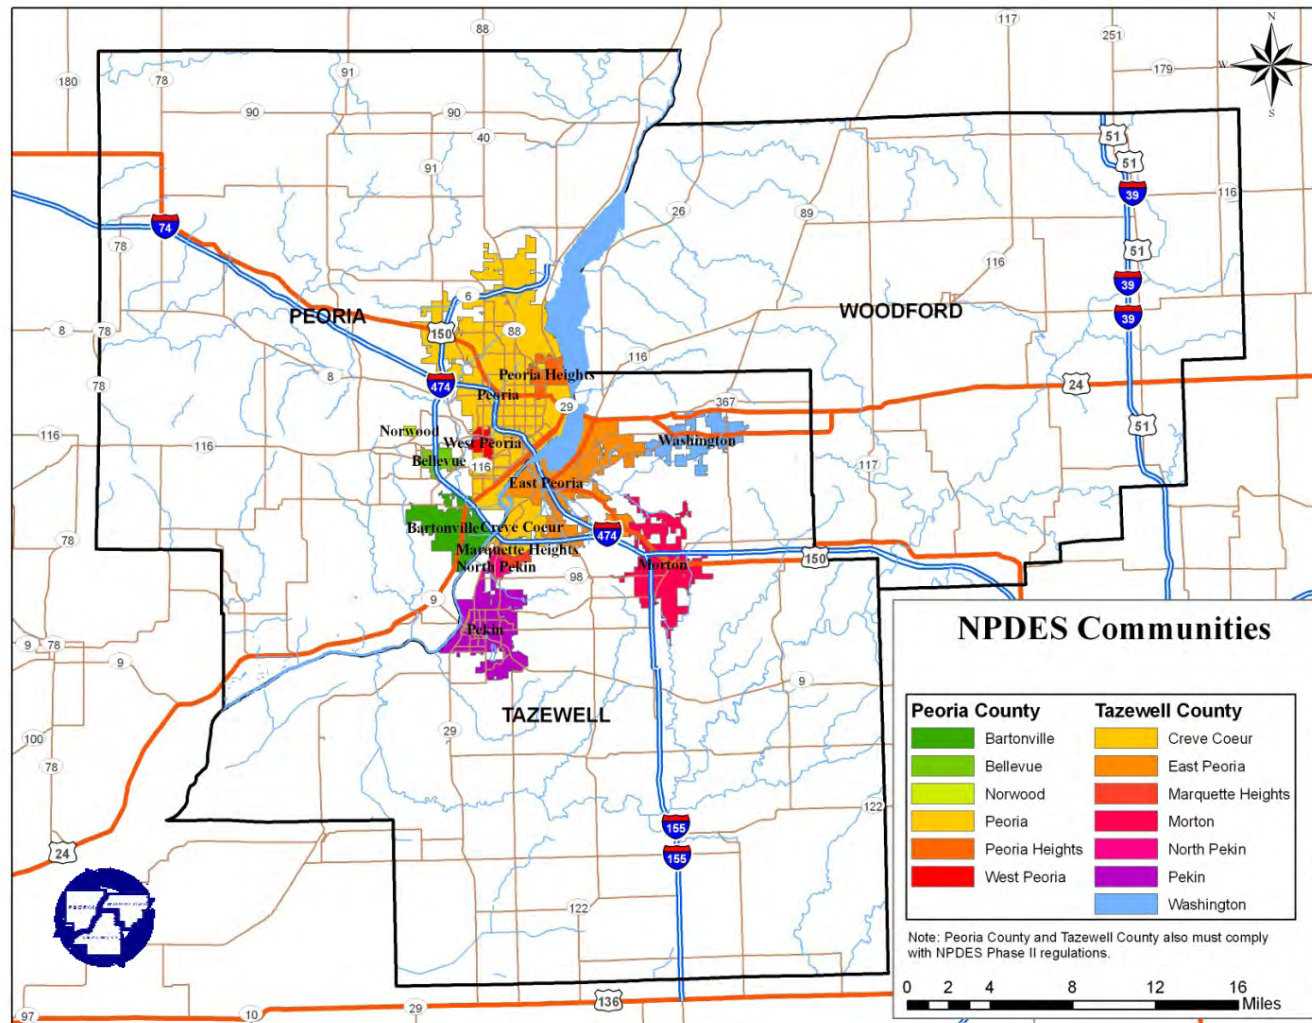 88
117
251
N
W
S
180
78
91
179
90
90
40
51
51
91
39
116
26
89
74
78
51
116
6
39
PEORIA
WOODFORD
39
8
78
150
88
116
8
474
Peoria Heights
24
78
Peoria
29
367
51
Norwood
116
116
West Peoria
Washington
Bellevue
116
117
East Peoria
Bartonville
Creve Coeur
474
78
Marquette Heights
150
North Pekin
Morton
98
9
Pekin
9
78
9
9
TAZEWELL
29
100
78
122
155
24
155
122
136
97
10
29
NPDES Communities
Peoria County
Bartonville
Bellevue
Norwood
Peoria
Peoria Heights
West Peoria
Tazewell County
Creve Coeur
East Peoria
Marquette Heights
Morton
North Pekin
Pekin
Washington
Note: Peoria County and Tazewell County also must comply
with NPDES Phase II regulations.
0 2 4 8 12 16
Miles